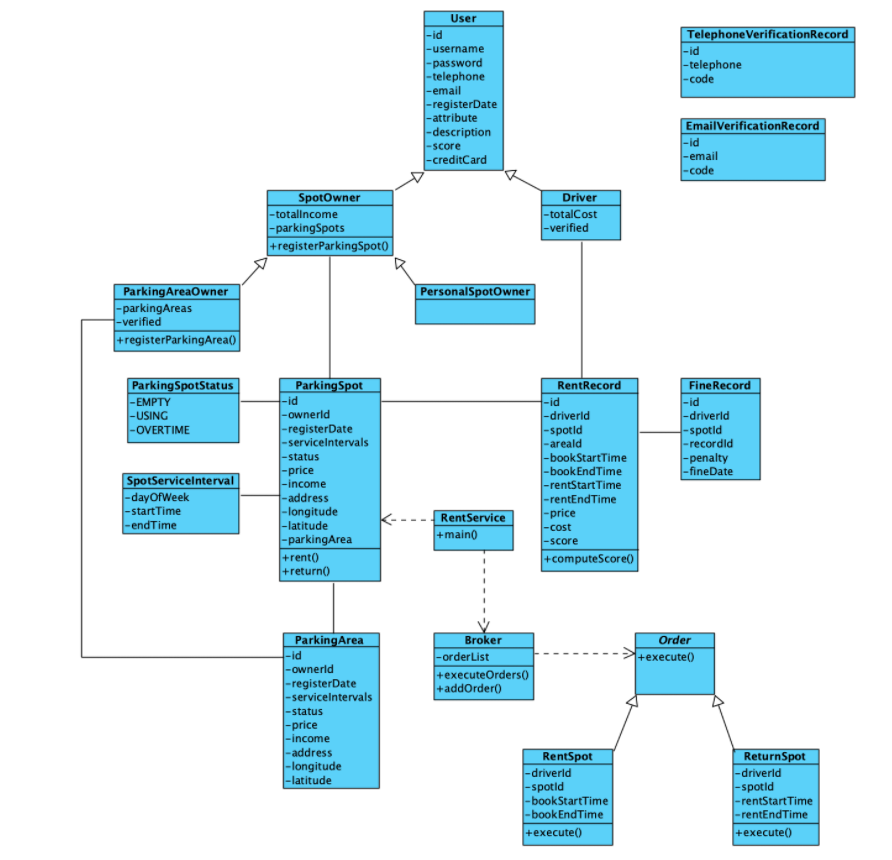 User
-id
-username
-password
-telephone
-email
-registerDate
-attribute
-description
-score
-creditCard
TelephoneVerificationRecord
-id
-telephone
-code
EmailVerificationRecord
-id
-email
-code
SpotOwner
-totalIncome
-parkingSpots
+registerParkingSpot()
Driver
-totalCost
-verified
ParkingAreaOwner
-parkingAreas
-verified
+registerParkingArea()
PersonalSpotOwner
ParkingSpotStatus
-EMPTY
-USING
-OVERTIME
ParkingSpot
-id
-ownerId
-registerDate
-serviceIntervals
-status
-price
-income
-address
-longitude
-latitude
-parkingArea
+rent()
+return()
RentRecord
-id
-driverId
-spotId
-areaId
-bookStartTime
-bookEndTime
-rentStartTime
-rentEndTime
-price
-cost
-score
+computeScore()
FineRecord
-id
-driverId
-spotId
-recordId
-penalty
-fineDate
SpotServiceInterval
-dayOfWeek
-startTime
-endTime
RentService
+main()
ParkingArea
-id
-ownerId
-registerDate
-serviceIntervals
-status
-price
-income
-address
-longitude
-latitude
Broker
-orderList
+executeOrders()
+addOrder()
Order
+execute()
RentSpot
-driverId
-spotId
-bookStartTime
-bookEndTime
+execute()
ReturnSpot
-driverId
-spotId
-rentStartTime
-rentEndTime
+execute()